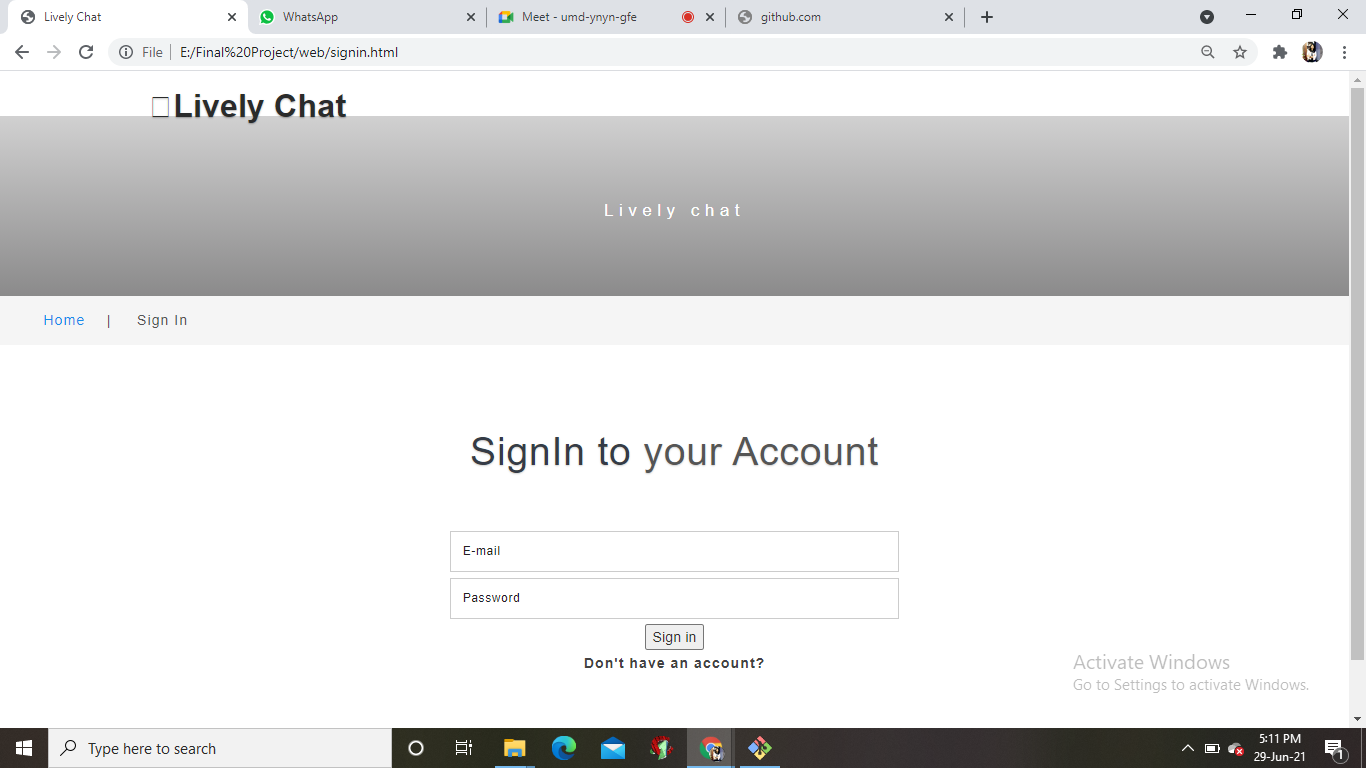 Lively Chat
WhatsApp
Meet - umd-ynyn-gfe
github.com
File
E:/Final%20Project/web/signin.html
Lively Chat
Lively chat
Home | Sign In
SignIn to your Account
E-mail
Password
Sign in
Don't have an account?
Activate Windows
Go to Settings to activate Windows.
Type here to search
5:11 PM
29-Jun-21
1